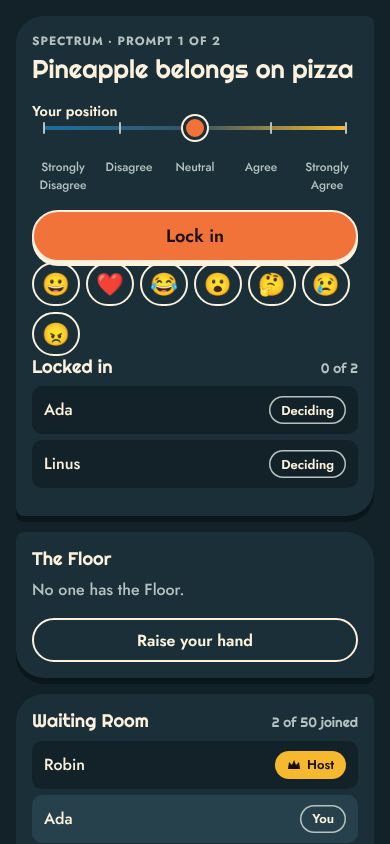 SPECTRUM · PROMPT 1 OF 2
Pineapple belongs on pizza
Your position
Strongly Disagree
Disagree
Neutral
Agree
Strongly Agree
Lock in
Locked in
0 of 2
Ada
Deciding
Linus
Deciding
The Floor
No one has the Floor.
Raise your hand
Waiting Room
2 of 50 joined
Robin
Host
Ada
You